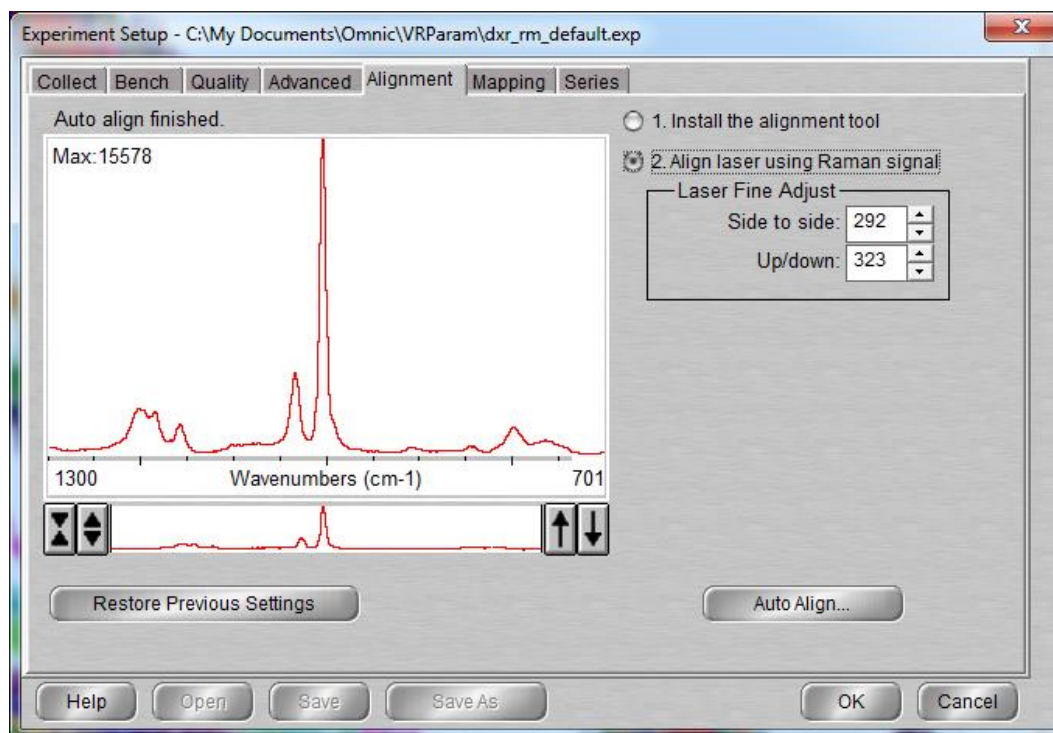 Experiment Setup - C:\My Documents\Omnic\VRParam\dxr_rm_default.exp
X
Collect Bench Quality Advanced Alignment Mapping Series
Auto align finished.
Max:15578
1300 Wavenumbers (cm-1) 701
1. Install the alignment tool
2. Align laser using Raman signal
Laser Fine Adjust
Side to side: 292
Up/down: 323
Restore Previous Settings
Auto Align...
Help Open Save Save As OK Cancel